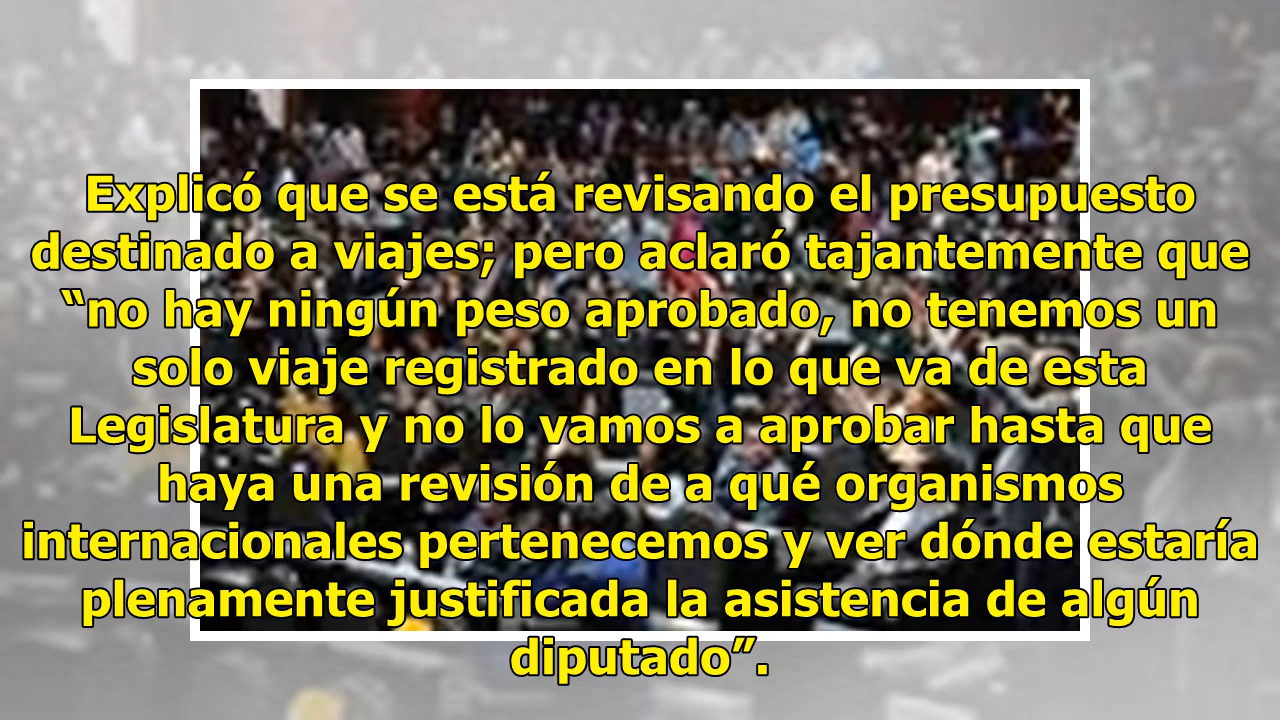 Explicó que se está revisando el presupuesto
destinado a viajes; pero aclaró tajantemente que
“no hay ningún peso aprobado, no tenemos un
solo viaje registrado en lo que va de esta
Legislatura y no lo vamos a aprobar hasta que
haya una revisión de a qué organismos
internacionales pertenecemos y ver dónde estaría
plenamente justificada la asistencia de algún
diputado”.